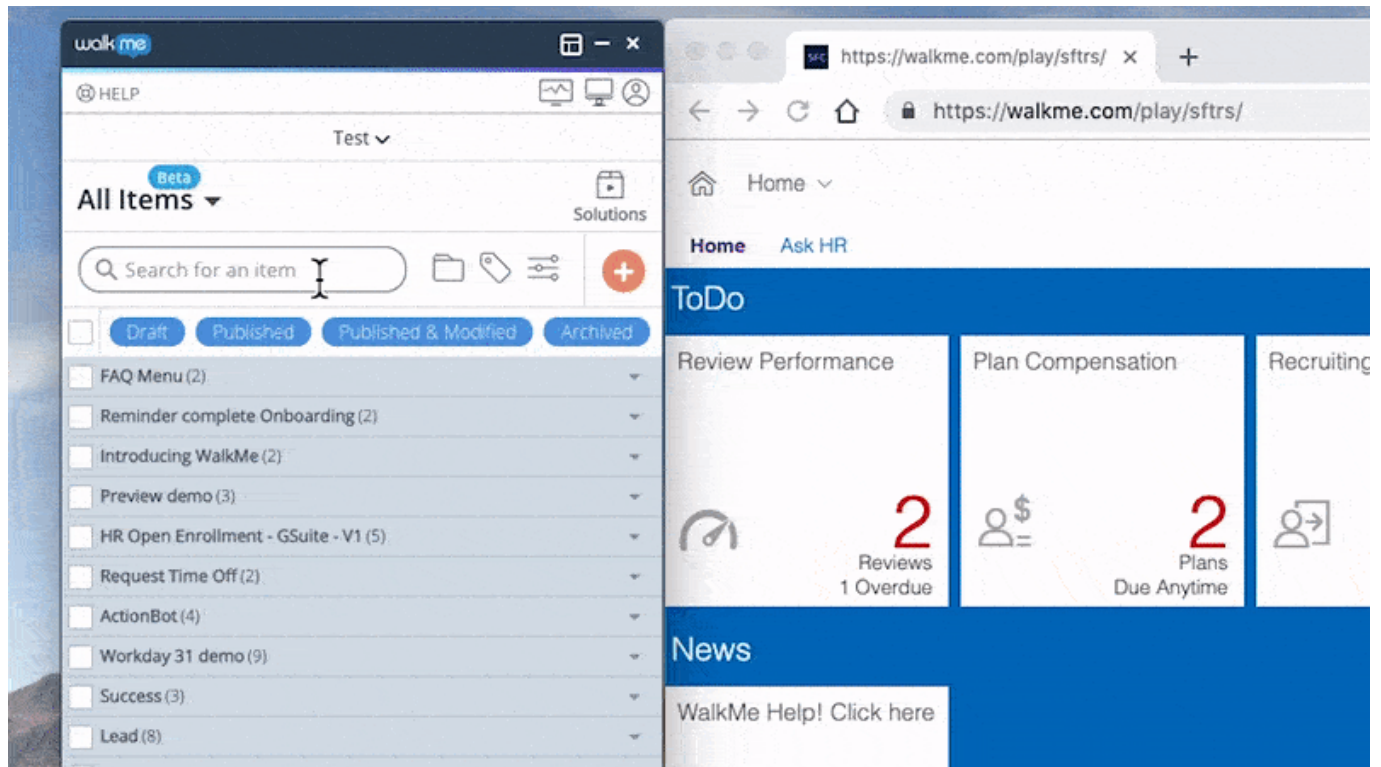 walkme
HELP
Test
Beta
All Items
Solutions
Search for an item
Draft
Published
Published & Modified
Archived
FAQ Menu (2)
Reminder complete Onboarding (2)
Introducing WalkMe (2)
Preview demo (3)
HR Open Enrollment - GSuite - V1 (5)
Request Time Off (2)
ActionBot (4)
Workday 31 demo (9)
Success (3)
Lead (8)
SFC
https://walkme.com/play/sftrs/
https://walkme.com/play/sftrs/
Home
Home
Ask HR
ToDo
Review Performance
2
Reviews
1 Overdue
Plan Compensation
$
2
Plans
Due Anytime
Recruiting
News
WalkMe Help! Click here